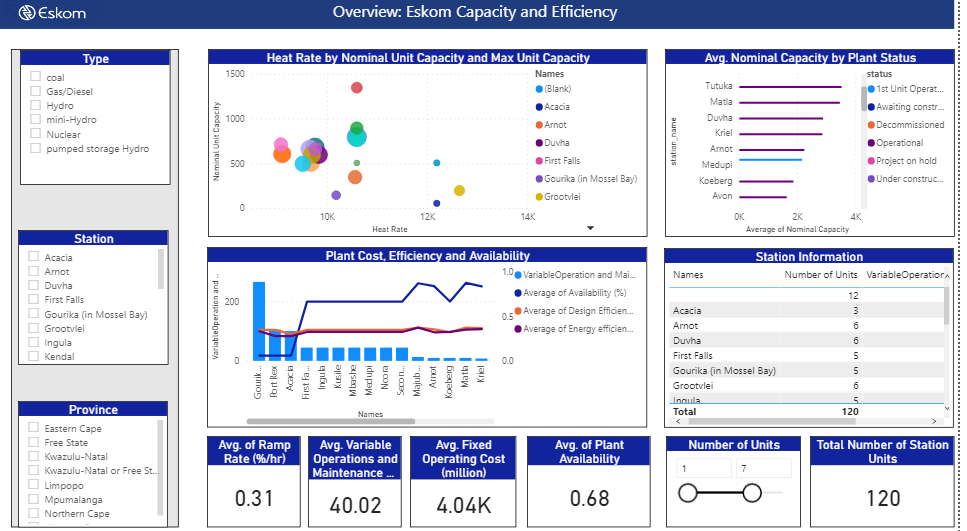 Eskom
Overview: Eskom Capacity and Efficiency
Type
coal
Gas/Diesel
Hydro
mini-Hydro
Nuclear
pumped storage Hydro
Station
Acacia
Arnot
Duvha
First Falls
Gourika (in Mossel Bay)
Grootvlei
Ingula
Kendal
Province
Eastern Cape
Free State
Kwazulu-Natal
Kwazulu-Natal or Free St...
Limpopo
Mpumalanga
Northern Cape
Heat Rate by Nominal Unit Capacity and Max Unit Capacity
Nominal Unit Capacity
1500
1000
500
0
10K
12K
14K
Heat Rate
Names
(Blank)
Acacia
Arnot
Duvha
First Falls
Gourika (in Mossel Bay)
Grootvlei
Avg. Nominal Capacity by Plant Status
station_name
Tutuka
Matla
Duvha
Kriel
Arnot
Medupi
Koeberg
Avon
0K
2K
4K
Average of Nominal Capacity
status
1st Unit Operat...
Awaiting constr...
Decommissioned
Operational
Project on hold
Under construc...
Plant Cost, Efficiency and Availability
VariableOperation and ...
200
0
1.0
0.5
0.0
Gourik...
Port Rex
Acacia
First Fa...
Ingula
Kusile
Mbashe
Medupi
Ncora
Secon...
Majub...
Arnot
Koeberg
Matla
Kriel
Names
VariableOperation and Mai...
Average of Availability (%)
Average of Design Efficien...
Average of Energy efficien...
Station Information
Names Number of Units VariableOperation
12
Acacia 3
Arnot 6
Duvha 6
First Falls 5
Gourika (in Mossel Bay) 5
Grootvlei 6
Ingula 5
Total 120
Avg. of Ramp
Rate (%/hr)
0.31
Avg. Variable
Operations and
Maintenance ...
40.02
Avg. Fixed
Operating Cost
(million)
4.04K
Avg. of Plant
Availability
0.68
Number of Units
1 7
Total Number of Station
Units
120